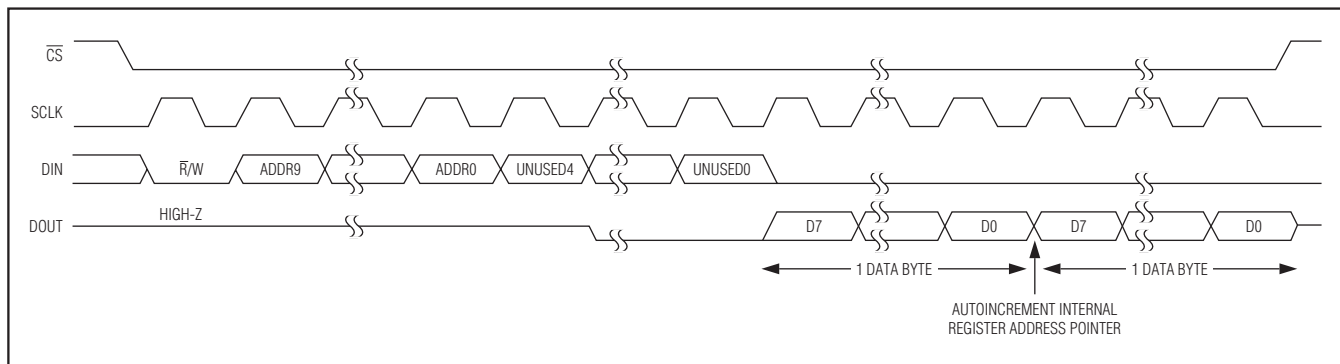 C̅S̅
SCLK
DIN R̅/W ADDR9 ADDR0 UNUSED4 UNUSED0
HIGH-Z
DOUT D7 D0 D7 D0
1 DATA BYTE 1 DATA BYTE
AUTOINCREMENT INTERNAL
REGISTER ADDRESS POINTER